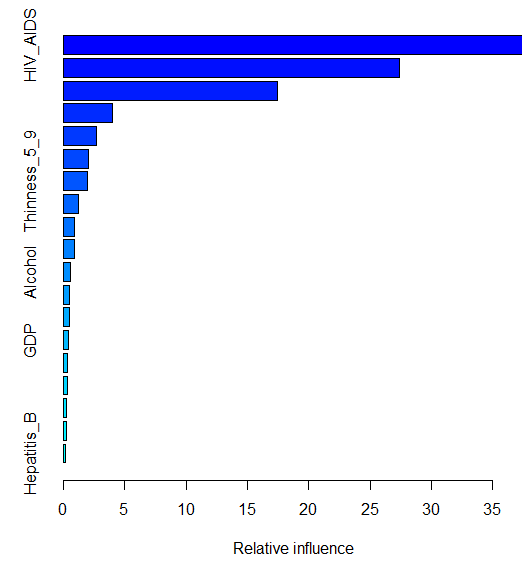 HIV_AIDS
Thinness_5_9
Alcohol
GDP
Hepatitis_B
0 5 10 15 20 25 30 35
Relative influence